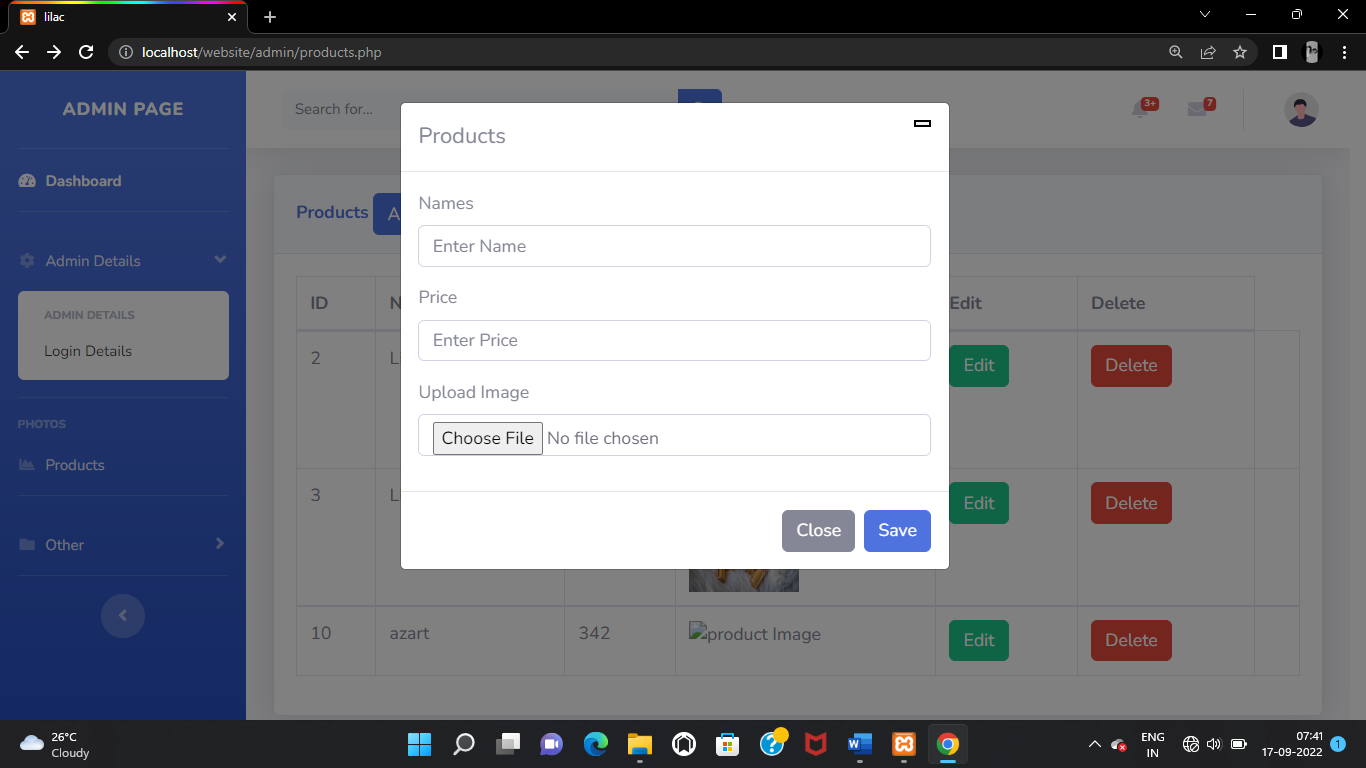 lilac
localhost/website/admin/products.php
ADMIN PAGE
Search for...
3+
7
Dashboard
Admin Details
ADMIN DETAILS
Login Details
PHOTOS
Products
Other
Products
Products A
Names
Enter Name
Price
Enter Price
Upload Image
Choose File No file chosen
Close Save
ID N Edit Delete
2 Li Edit Delete
3 L Edit Delete
10 azart 342 product Image Edit Delete
26°C
Cloudy
ENG
IN
07:41
17-09-2022
1